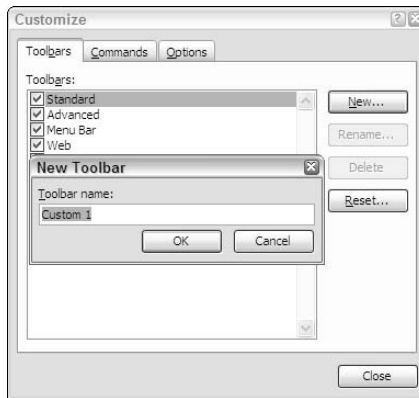 Customize
Toolbars
Commands
Options
Toolbars:
Standard
Advanced
Menu Bar
Web
New...
Rename...
Delete
Reset...
New Toolbar
Toolbar name:
Custom 1
OK
Cancel
Close